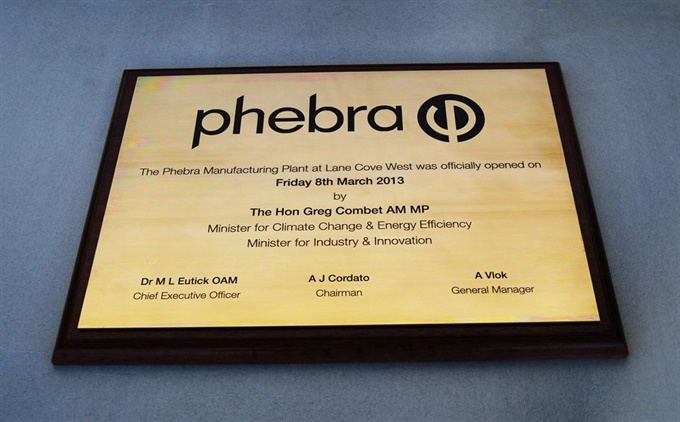 phebra
The Phebra Manufacturing Plant at Lane Cove West was officially opened on
Friday 8th March 2013
by
The Hon Greg Combet AM MP
Minister for Climate Change & Energy Efficiency
Minister for Industry & Innovation
Dr M L Eutick OAM
Chief Executive Officer
A J Cordato
Chairman
A Vlok
General Manager